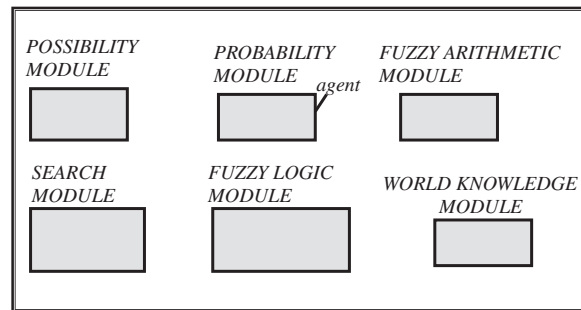 POSSIBILITY
MODULE
PROBABILITY
MODULE
agent
FUZZY ARITHMETIC
MODULE
SEARCH
MODULE
FUZZY LOGIC
MODULE
WORLD KNOWLEDGE
MODULE